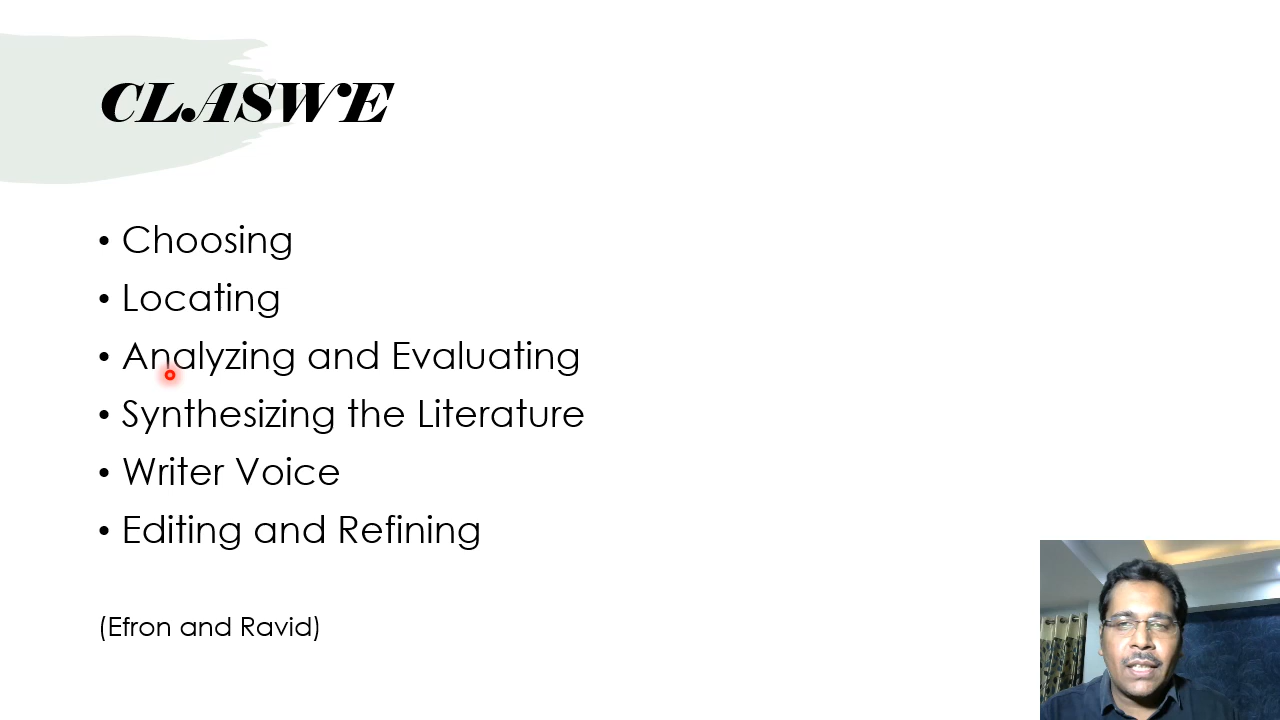 CLASWE
• Choosing
• Locating
• Analyzing and Evaluating
• Synthesizing the Literature
• Writer Voice
• Editing and Refining
(Efron and Ravid)